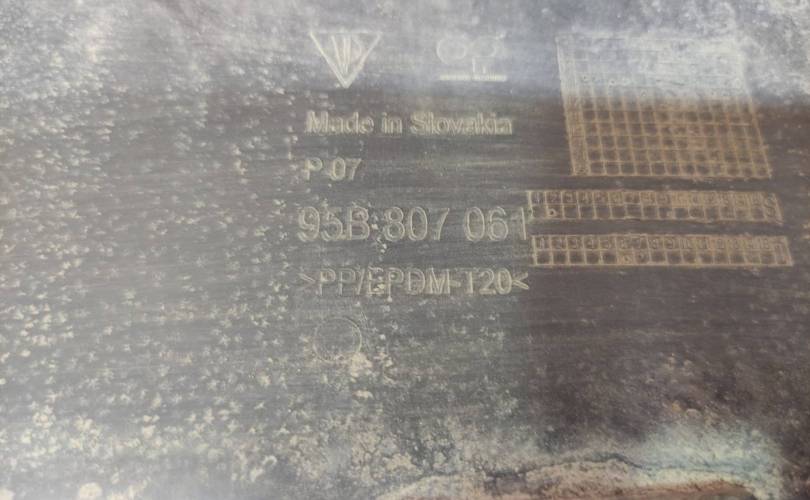 Made in Slovakia
P 07
95B 807 061
>PP/EPDM-T20<